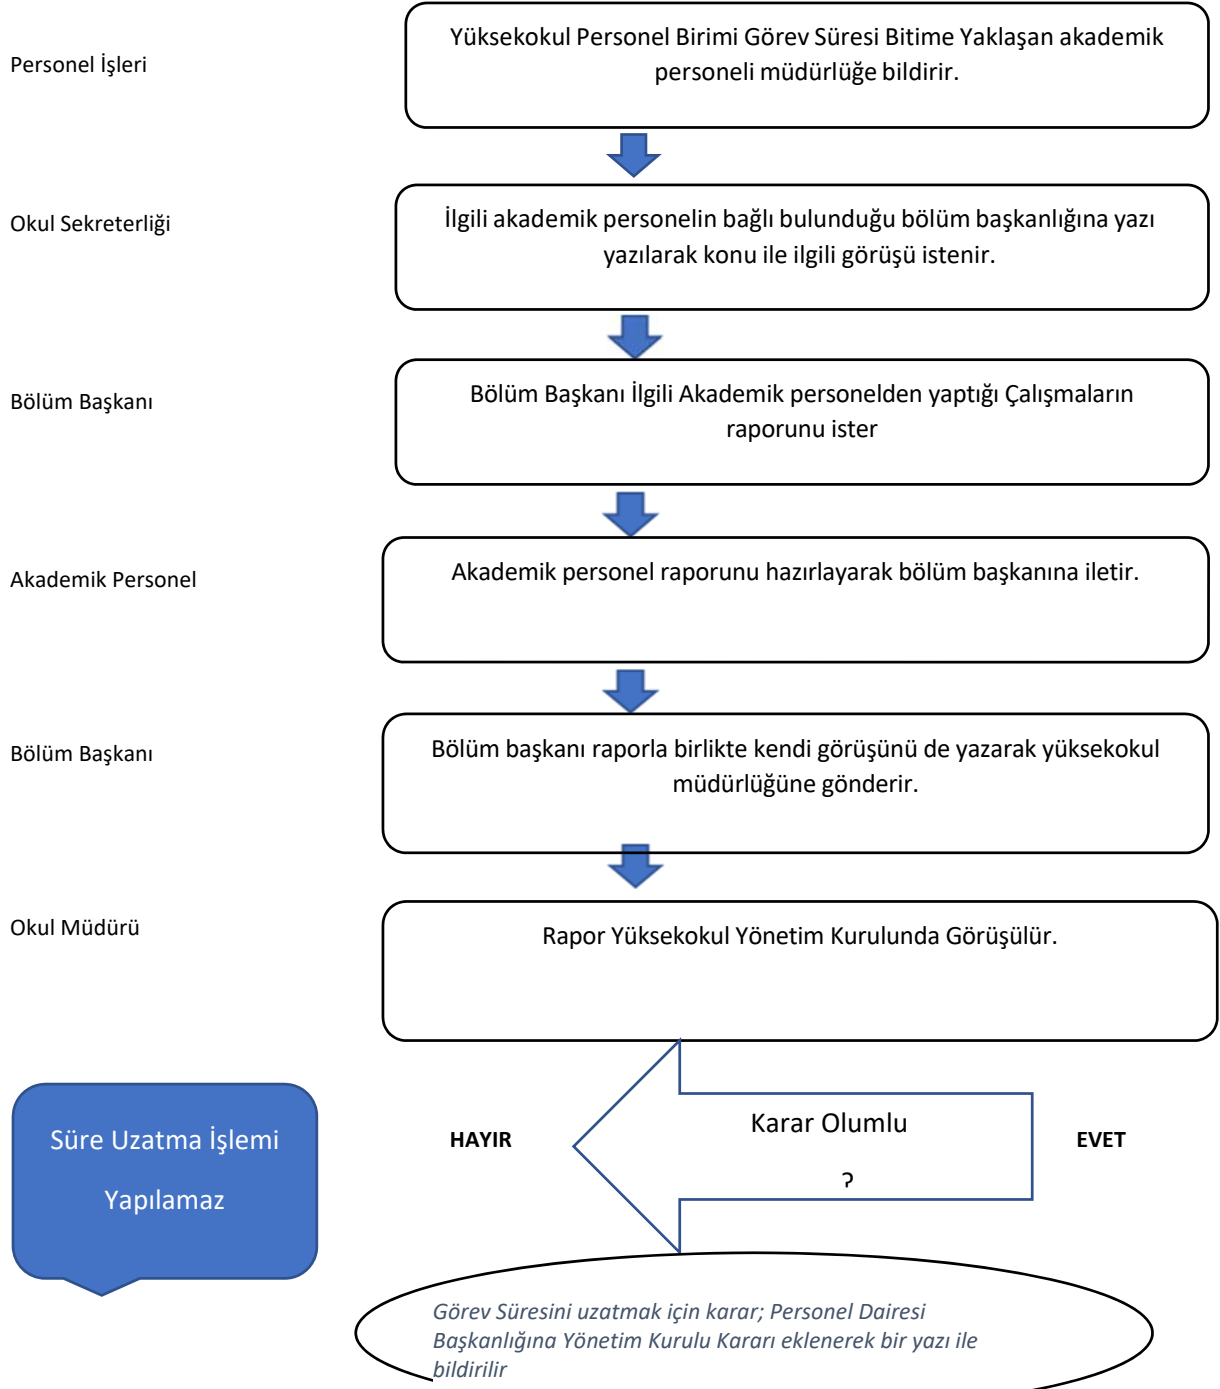 Personel İşleri
Yüksekokul Personel Birimi Görev Süresi Bitime Yaklaşan akademik
personeli müdürlüğe bildirir.
Okul Sekreterliği
İlgili akademik personelin bağlı bulunduğu bölüm başkanlığına yazı
yazılarak konu ile ilgili görüşü istenir.
Bölüm Başkanı
Bölüm Başkanı İlgili Akademik personelden yaptığı Çalışmaların
raporunu ister
Akademik Personel
Akademik personel raporunu hazırlayarak bölüm başkanına iletir.
Bölüm Başkanı
Bölüm başkanı raporla birlikte kendi görüşünü de yazarak yüksekokul
müdürlüğüne gönderir.
Okul Müdürü
Rapor Yüksekokul Yönetim Kurulunda Görüşülür.
Süre Uzatma İşlemi
Yapılamaz
HAYIR
Karar Olumlu
?
EVET
Görev Süresini uzatmak için karar; Personel Dairesi
Başkanlığına Yönetim Kurulu Kararı eklenerek bir yazı ile
bildirilir